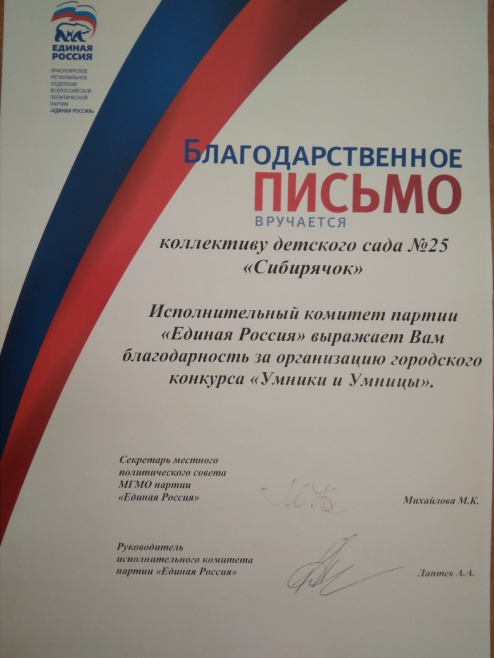 ЕДИНАЯ
РОССИЯ
КРАСНОЯРСКОЕ
РЕГИОНАЛЬНОЕ
ОТДЕЛЕНИЕ
ВСЕРОССИЙСКОЙ
ПОЛИТИЧЕСКОЙ
ПАРТИИ
«ЕДИНАЯ РОССИЯ»
БЛАГОДАРСТВЕННОЕ
ПИСЬМО
ВРУЧАЕТСЯ
коллективу детского сада №25
«Сибирячок»
Исполнительный комитет партии
«Единая Россия» выражает Вам
благодарность за организацию городского
конкурса «Умники и Умницы».
Секретарь местного
политического совета
МГМО партии
«Единая Россия»
Михайлова М.К.
Руководитель
исполнительного комитета
партии «Единая Россия»
Лаптек А.А.